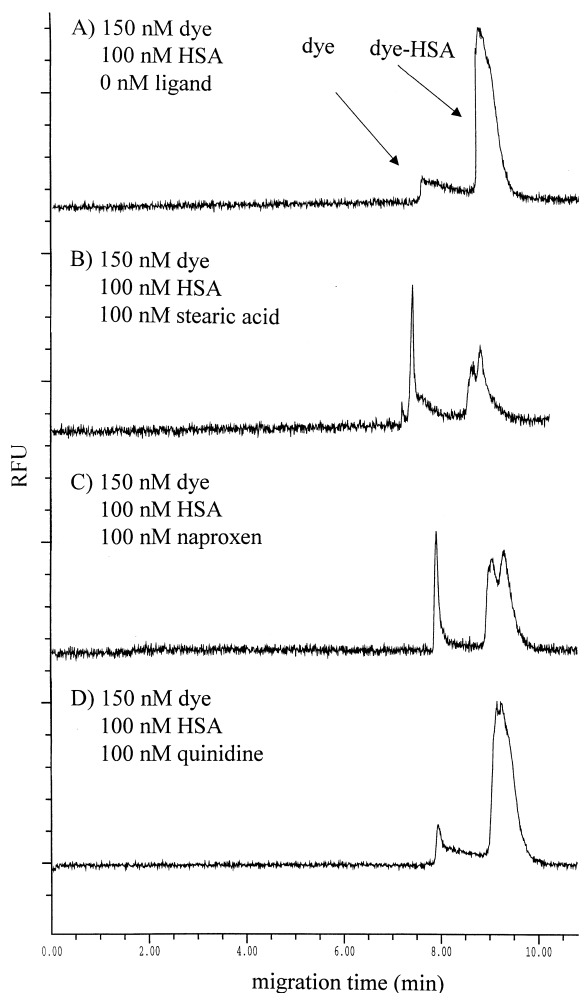 A) 150 nM dye
100 nM HSA
0 nM ligand
dye
dye-HSA
B) 150 nM dye
100 nM HSA
100 nM stearic acid
C) 150 nM dye
100 nM HSA
100 nM naproxen
D) 150 nM dye
100 nM HSA
100 nM quinidine
RFU
0.00 2.00 4.00 6.00 8.00 10.00
migration time (min)